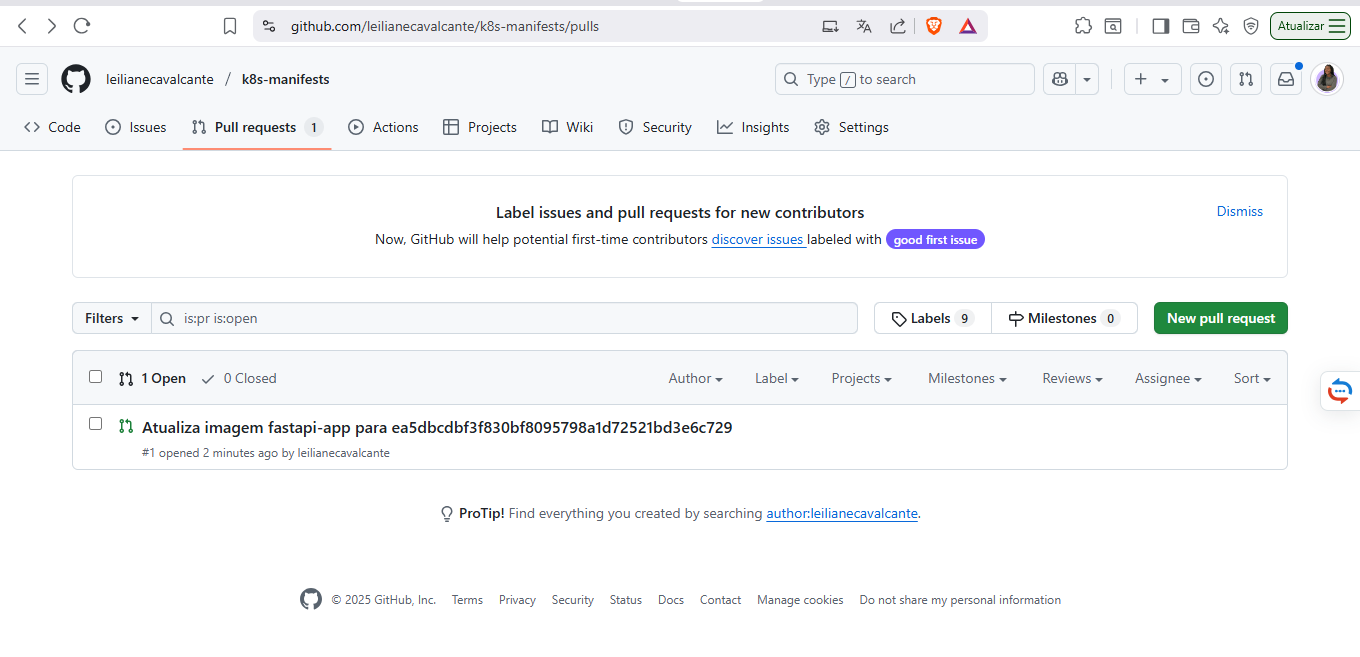 github.com/leilianecavalcante/k8s-manifests/pulls
Atualizar
leilianecavalcante / k8s-manifests
Type / to search
Code
Issues
Pull requests 1
Actions
Projects
Wiki
Security
Insights
Settings
Label issues and pull requests for new contributors
Dismiss
Now, GitHub will help potential first-time contributors discover issues labeled with good first issue
Filters
is:pr is:open
Labels 9
Milestones 0
New pull request
1 Open
0 Closed
Author
Label
Projects
Milestones
Reviews
Assignee
Sort
Atualiza imagem fastapi-app para ea5dbcdbf3f830bf8095798a1d72521bd3e6c729
#1 opened 2 minutes ago by leilianecavalcante
ProTip! Find everything you created by searching author:leilianecavalcante.
© 2025 GitHub, Inc.
Terms
Privacy
Security
Status
Docs
Contact
Manage cookies
Do not share my personal information